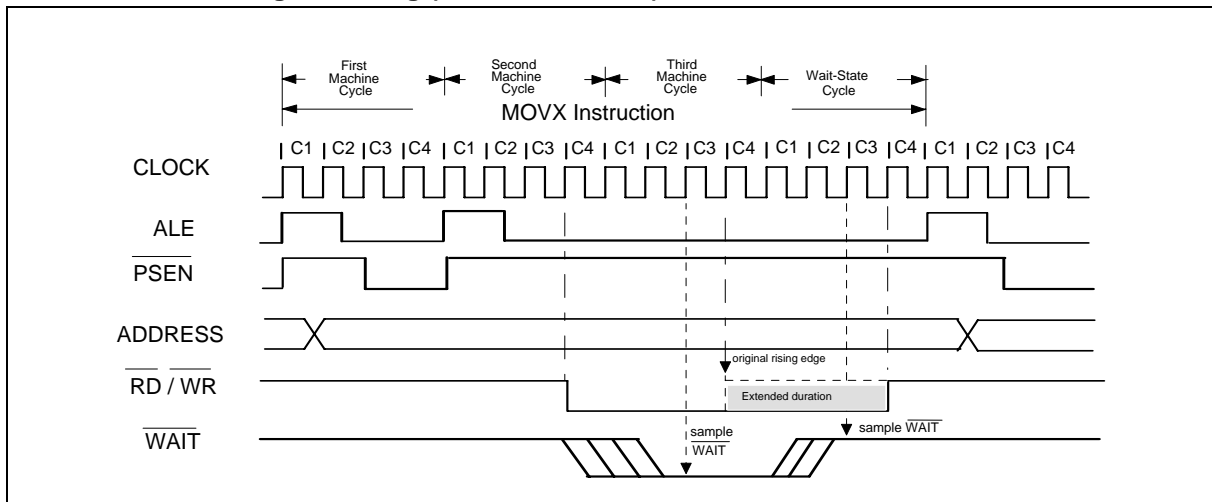 First
Machine
Cycle
Second
Machine
Cycle
Third
Machine
Cycle
Wait-State
Cycle
MOVX Instruction
CLOCK
C1 C2 C3 C4 C1 C2 C3 C4 C1 C2 C3 C4 C1 C2 C3 C4 C1 C2 C3 C4
ALE
PSEN
ADDRESS
original rising edge
RD / WR
Extended duration
WAIT
sample
WAIT
sample WAIT